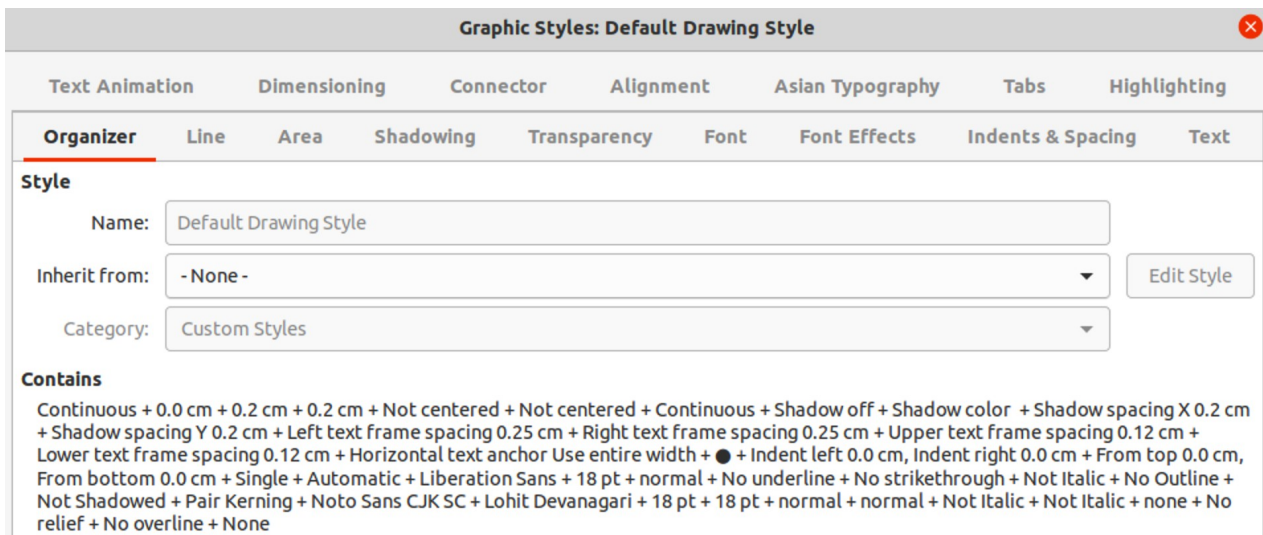 Graphic Styles: Default Drawing Style
Text Animation Dimensioning Connector Alignment Asian Typography Tabs Highlighting
Organizer Line Area Shadowing Transparency Font Font Effects Indents & Spacing Text
Style
Name: Default Drawing Style
Inherit from: - None - Edit Style
Category: Custom Styles
Contains
Continuous + 0.0 cm + 0.2 cm + 0.2 cm + Not centered + Not centered + Continuous + Shadow off + Shadow color + Shadow spacing X 0.2 cm
+ Shadow spacing Y 0.2 cm + Left text frame spacing 0.25 cm + Right text frame spacing 0.25 cm + Upper text frame spacing 0.12 cm +
Lower text frame spacing 0.12 cm + Horizontal text anchor Use entire width + ● + Indent left 0.0 cm, Indent right 0.0 cm + From top 0.0 cm,
From bottom 0.0 cm + Single + Automatic + Liberation Sans + 18 pt + normal + No underline + No strikethrough + Not Italic + No Outline +
Not Shadowed + Pair Kerning + Noto Sans CJK SC + Lohit Devanagari + 18 pt + 18 pt + normal + normal + Not Italic + Not Italic + none + No
relief + No overline + None